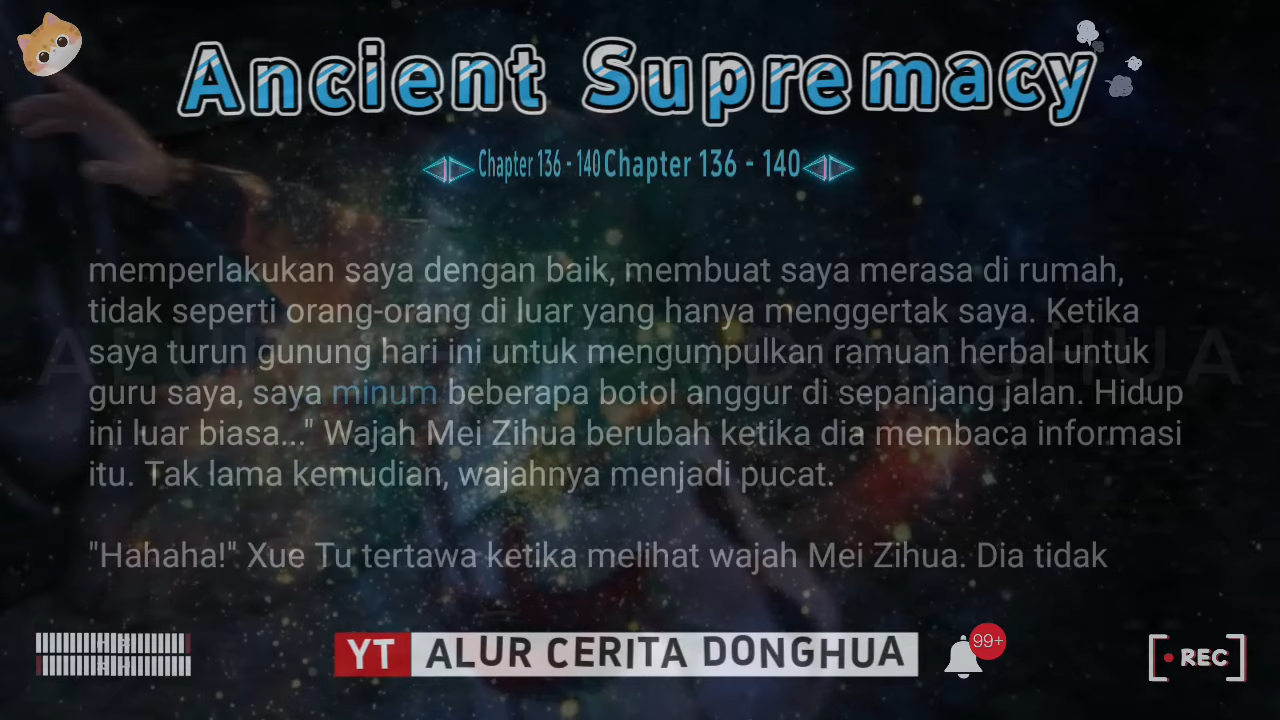 Ancient Supremacy
Chapter 136 - 140 Chapter 136 - 140
memperlakukan saya dengan baik, membuat saya merasa di rumah,
tidak seperti orang-orang di luar yang hanya menggertak saya. Ketika
saya turun gunung hari ini untuk mengumpulkan ramuan herbal untuk
guru saya, saya minum beberapa botol anggur di sepanjang jalan. Hidup
ini luar biasa..." Wajah Mei Zihua berubah ketika dia membaca informasi
itu. Tak lama kemudian, wajahnya menjadi pucat.
"Hahaha!" Xue Tu tertawa ketika melihat wajah Mei Zihua. Dia tidak
YT ALUR CERITA DONGHUA
99+
REC